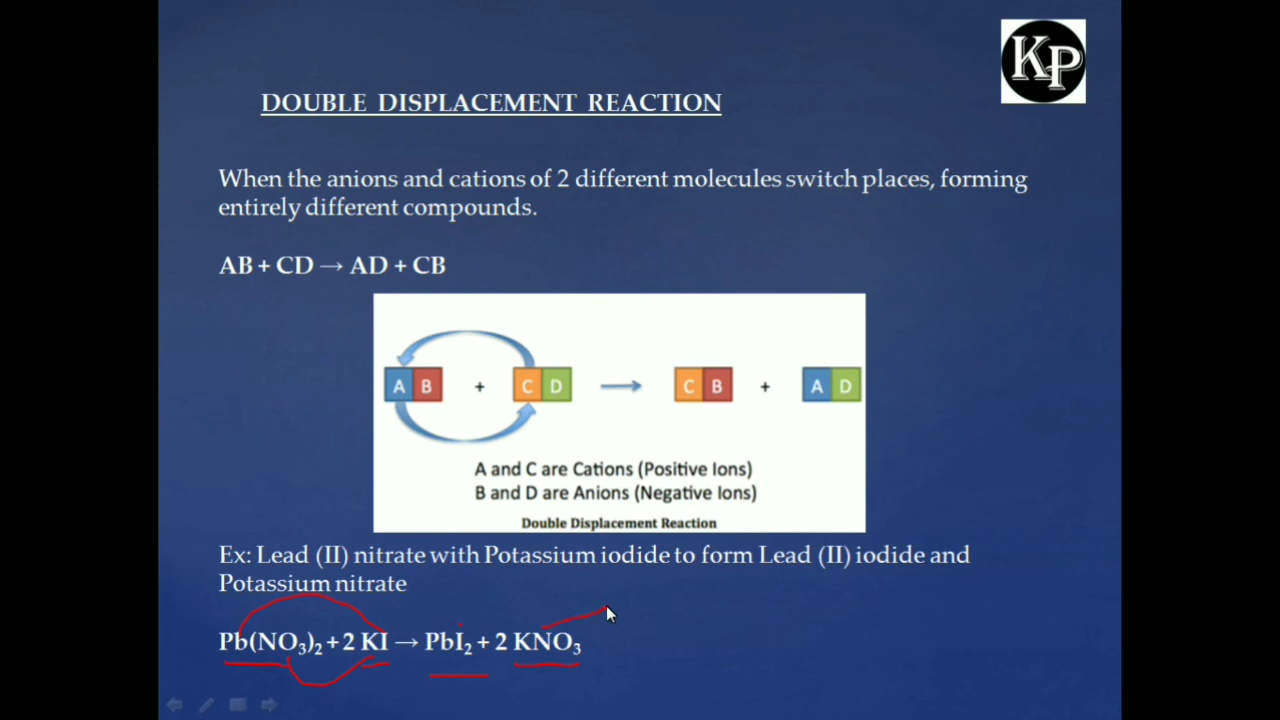 KP
DOUBLE DISPLACEMENT REACTION
When the anions and cations of 2 different molecules switch places, forming
entirely different compounds.
AB + CD → AD + CB
A B + C D → C B + A D
A and C are Cations (Positive Ions)
B and D are Anions (Negative Ions)
Double Displacement Reaction
Ex: Lead (II) nitrate with Potassium iodide to form Lead (II) iodide and
Potassium nitrate
Pb(NO₃)₂ + 2 KI → PbI₂ + 2 KNO₃